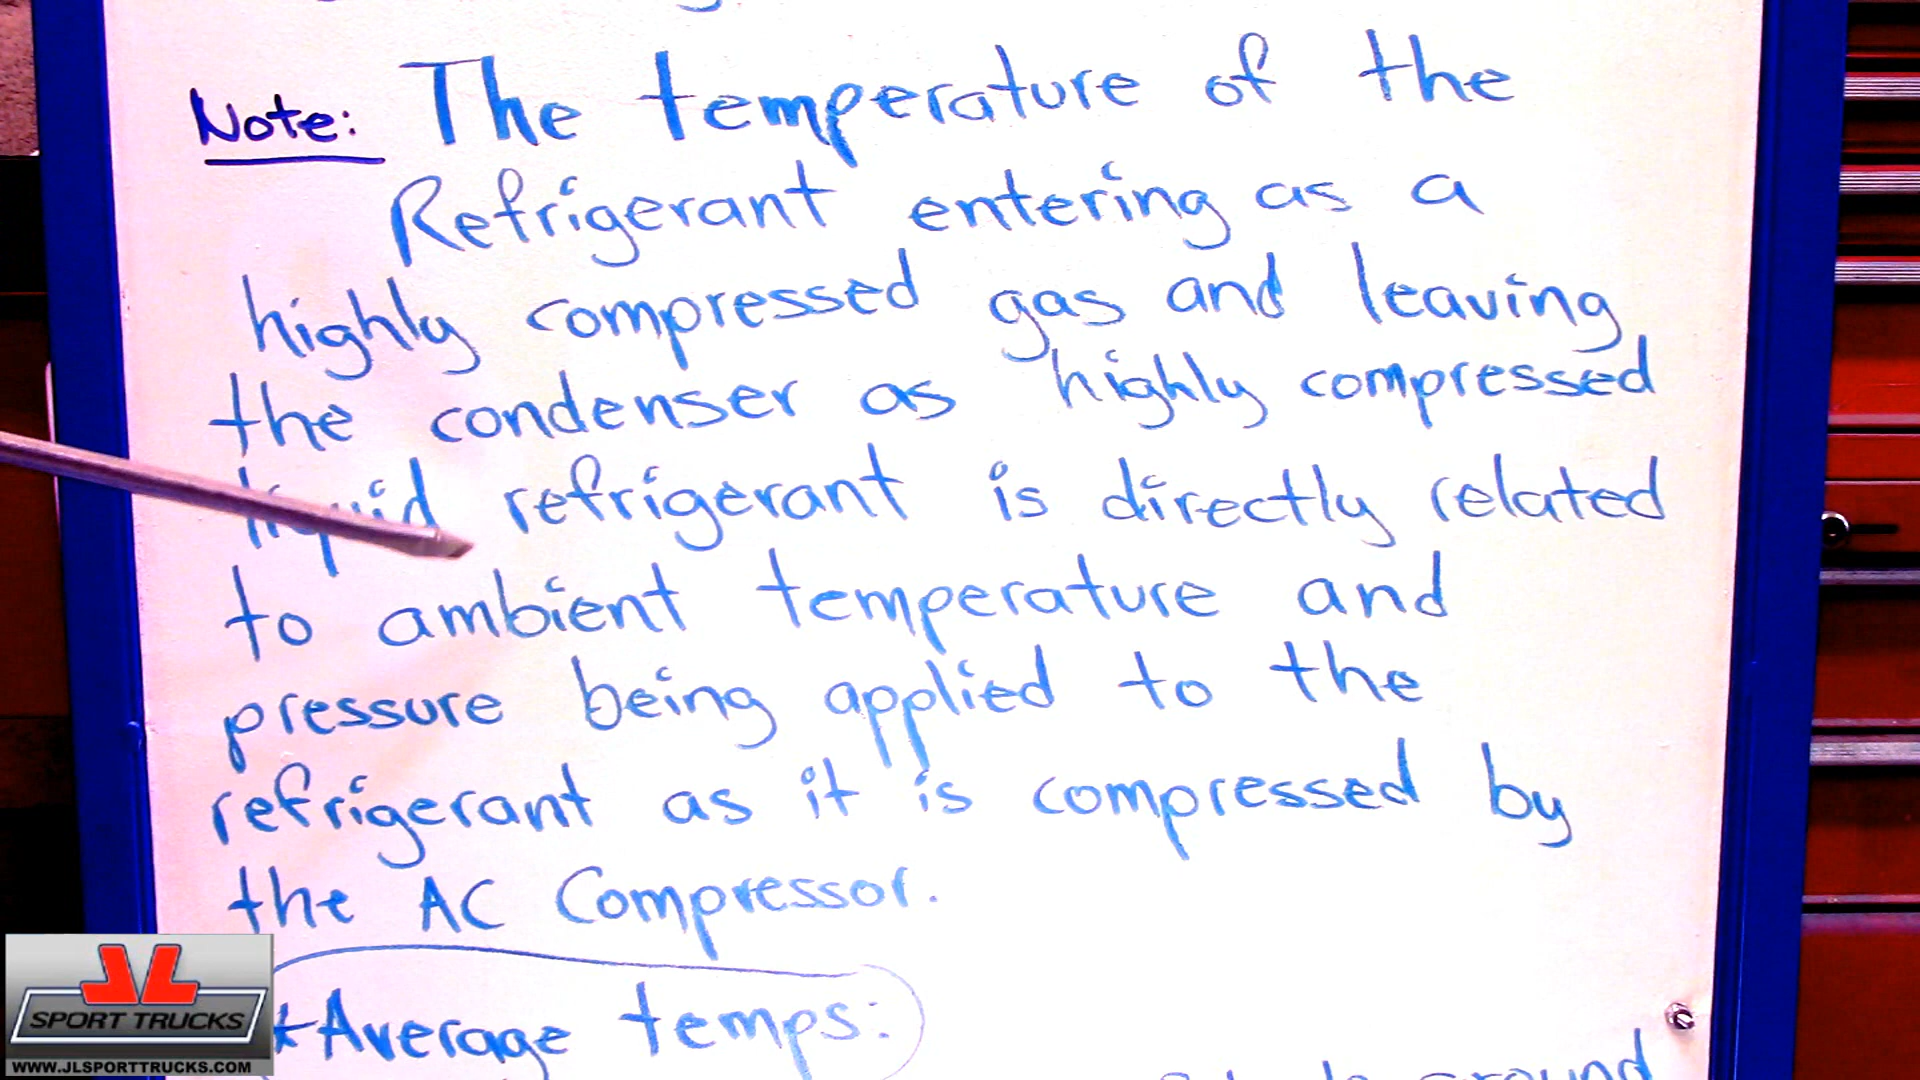 Note: The temperature of the
Refrigerant entering as a
highly compressed gas and leaving
the condenser as highly compressed
liquid refrigerant is directly related
to ambient temperature and
pressure being applied to the
refrigerant as it is compressed by
the AC Compressor.
*Average temps:
around
JL
SPORT TRUCKS
WWW.JLSPORTTRUCKS.COM